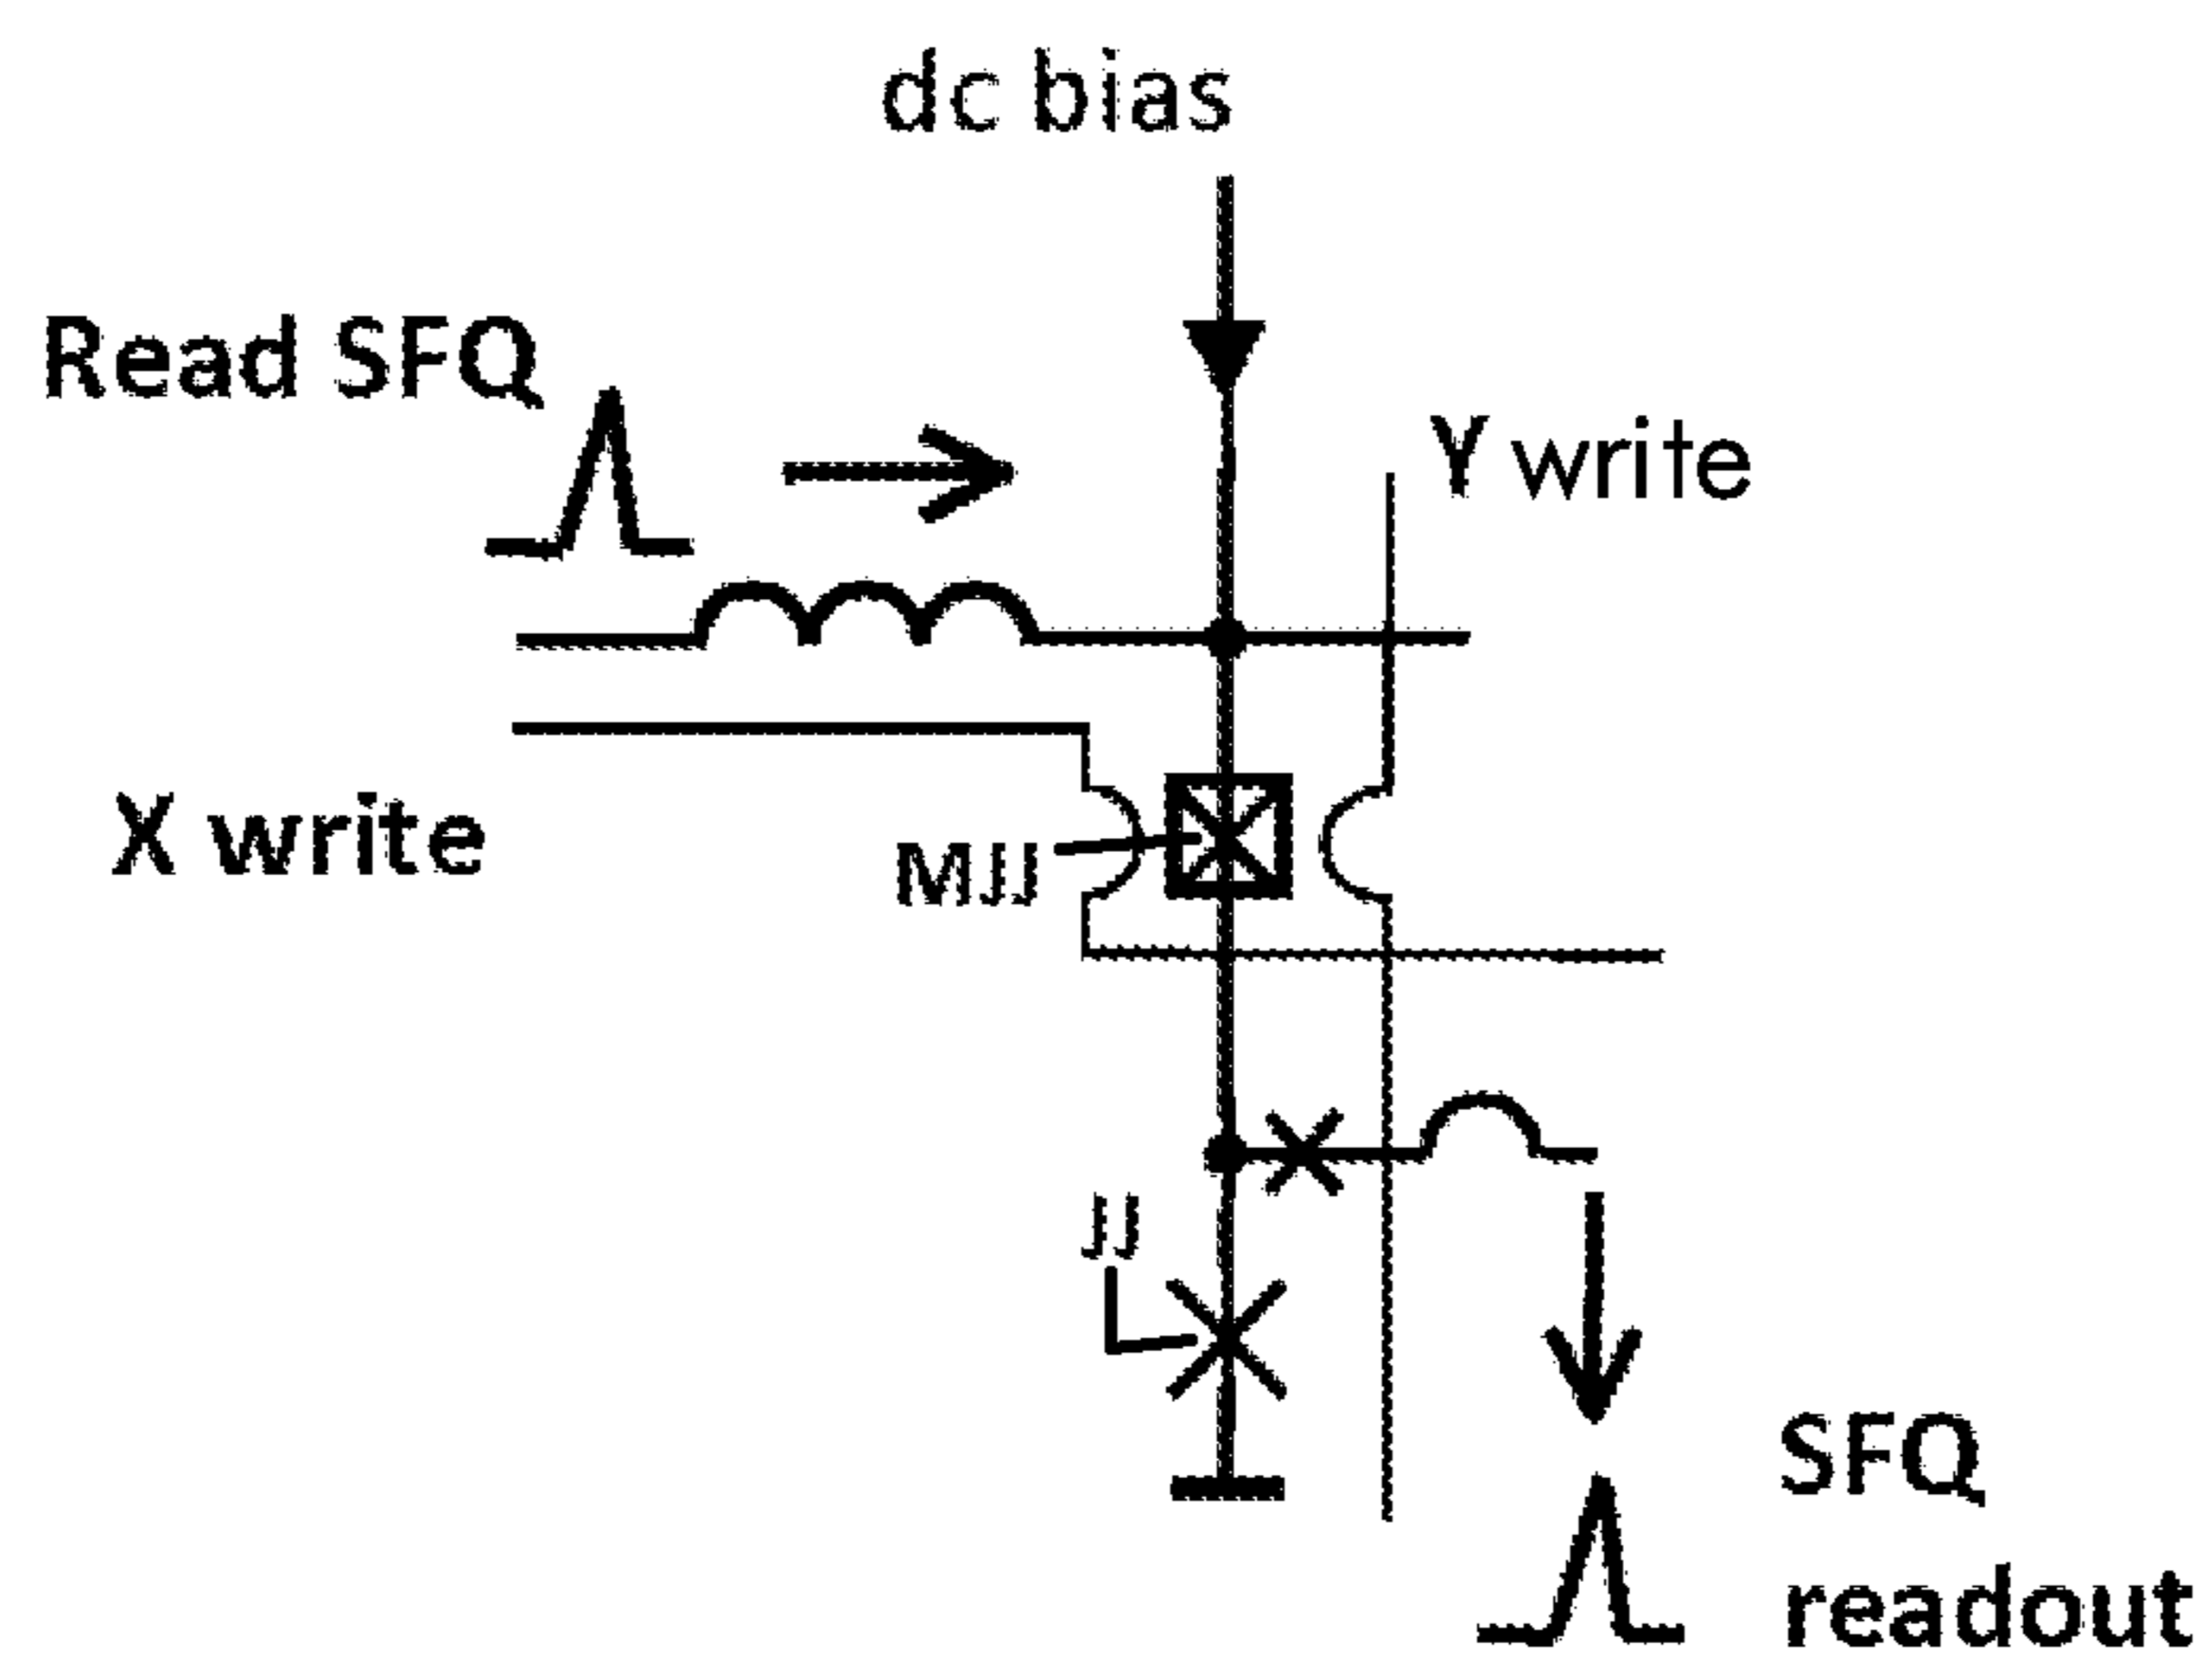 dc bias
Read SFQ
Y write
X write
MJJ
JJ
SFQ
readout